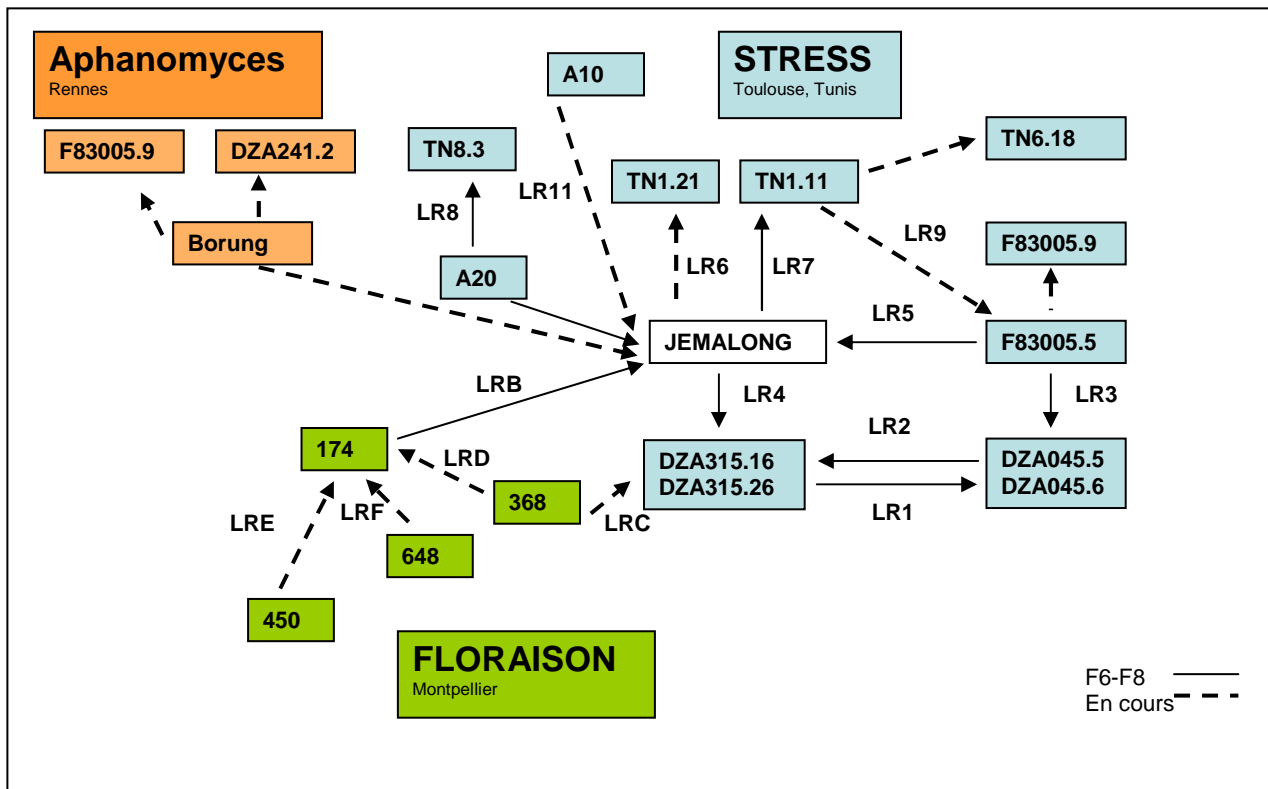 Aphanomyces
Rennes
STRESS
Toulouse, Tunis
A10
F83005.9
DZA241.2
TN8.3
TN6.18
LR11
TN1.21
TN1.11
LR8
Borung
LR9
F83005.9
A20
LR6
LR7
LR5
JEMALONG
F83005.5
LRB
LR4
LR3
174
LRD
LR2
DZA315.16
DZA315.26
DZA045.5
DZA045.6
368
LR1
LRE
LRF
LRC
648
450
FLORAISON
Montpellier
F6-F8
En cours